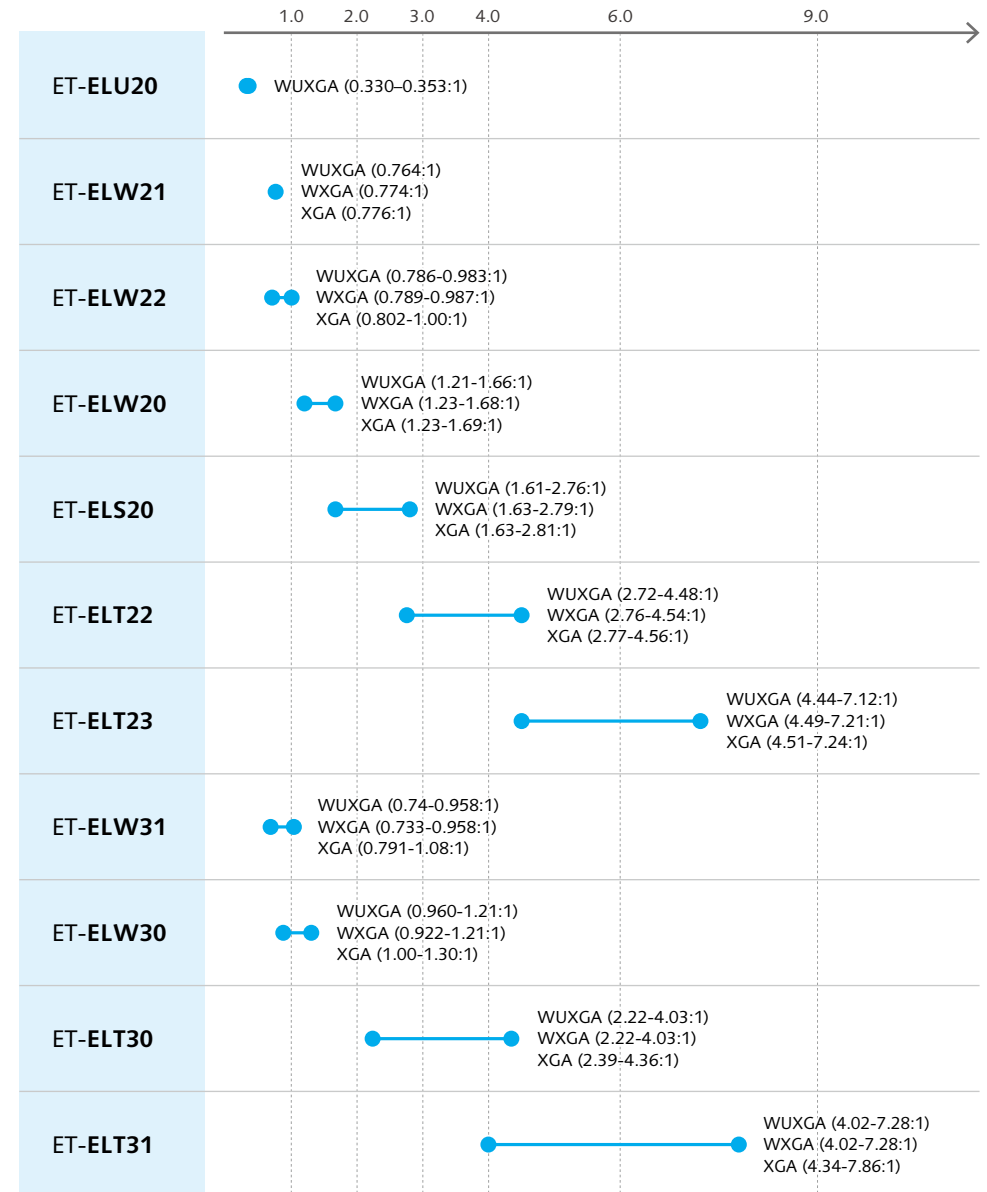 1.0 2.0 3.0 4.0 6.0 9.0
ET-ELU20
WUXGA (0.330–0.353:1)
ET-ELW21
WUXGA (0.764:1)
WXGA (0.774:1)
XGA (0.776:1)
ET-ELW22
WUXGA (0.786-0.983:1)
WXGA (0.789-0.987:1)
XGA (0.802-1.00:1)
ET-ELW20
WUXGA (1.21-1.66:1)
WXGA (1.23-1.68:1)
XGA (1.23-1.69:1)
ET-ELS20
WUXGA (1.61-2.76:1)
WXGA (1.63-2.79:1)
XGA (1.63-2.81:1)
ET-ELT22
WUXGA (2.72-4.48:1)
WXGA (2.76-4.54:1)
XGA (2.77-4.56:1)
ET-ELT23
WUXGA (4.44-7.12:1)
WXGA (4.49-7.21:1)
XGA (4.51-7.24:1)
ET-ELW31
WUXGA (0.74-0.958:1)
WXGA (0.733-0.958:1)
XGA (0.791-1.08:1)
ET-ELW30
WUXGA (0.960-1.21:1)
WXGA (0.922-1.21:1)
XGA (1.00-1.30:1)
ET-ELT30
WUXGA (2.22-4.03:1)
WXGA (2.22-4.03:1)
XGA (2.39-4.36:1)
ET-ELT31
WUXGA (4.02-7.28:1)
WXGA (4.02-7.28:1)
XGA (4.34-7.86:1)